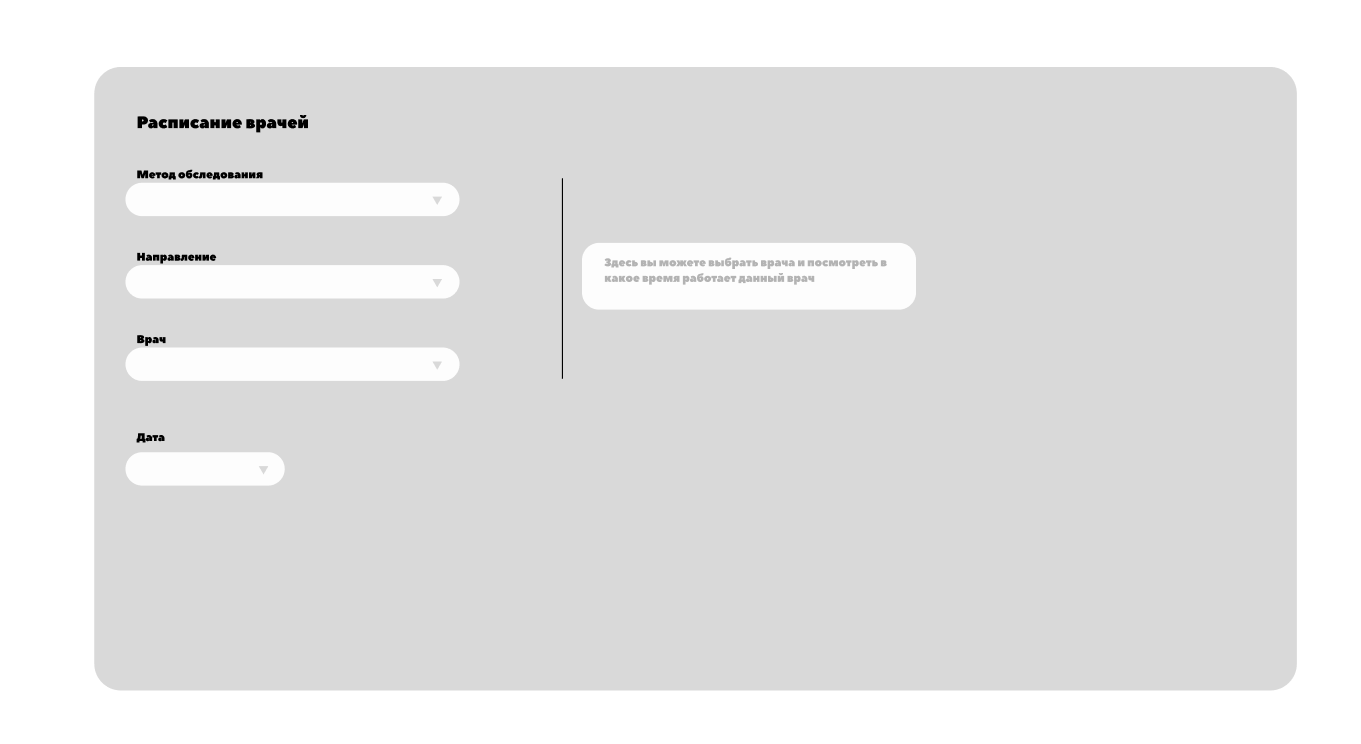 Расписание врачей
Метод обследования
Направление
Врач
Дата
Здесь вы можете выбрать врача и посмотреть в
какое время работает данный врач